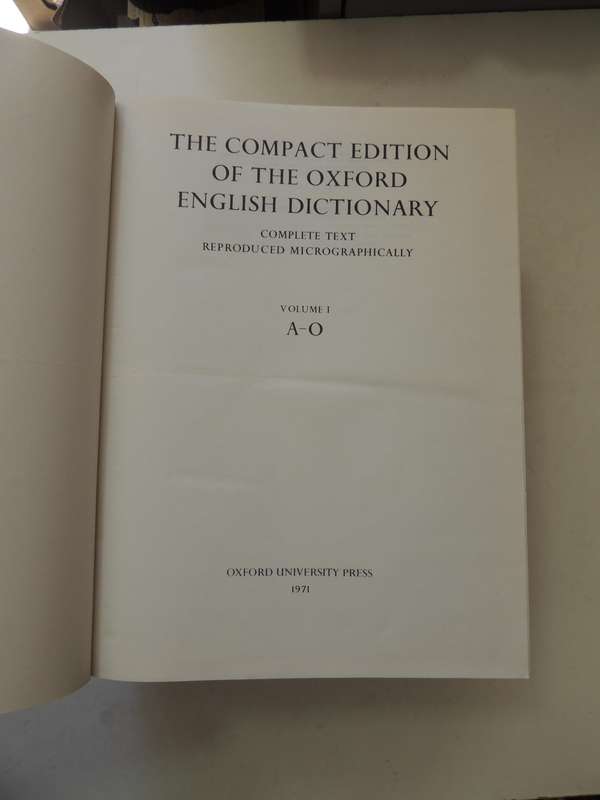 THE COMPACT EDITION
OF THE OXFORD
ENGLISH DICTIONARY
COMPLETE TEXT
REPRODUCED MICROGRAPHICALLY
VOLUME I
A–O
OXFORD UNIVERSITY PRESS
1971